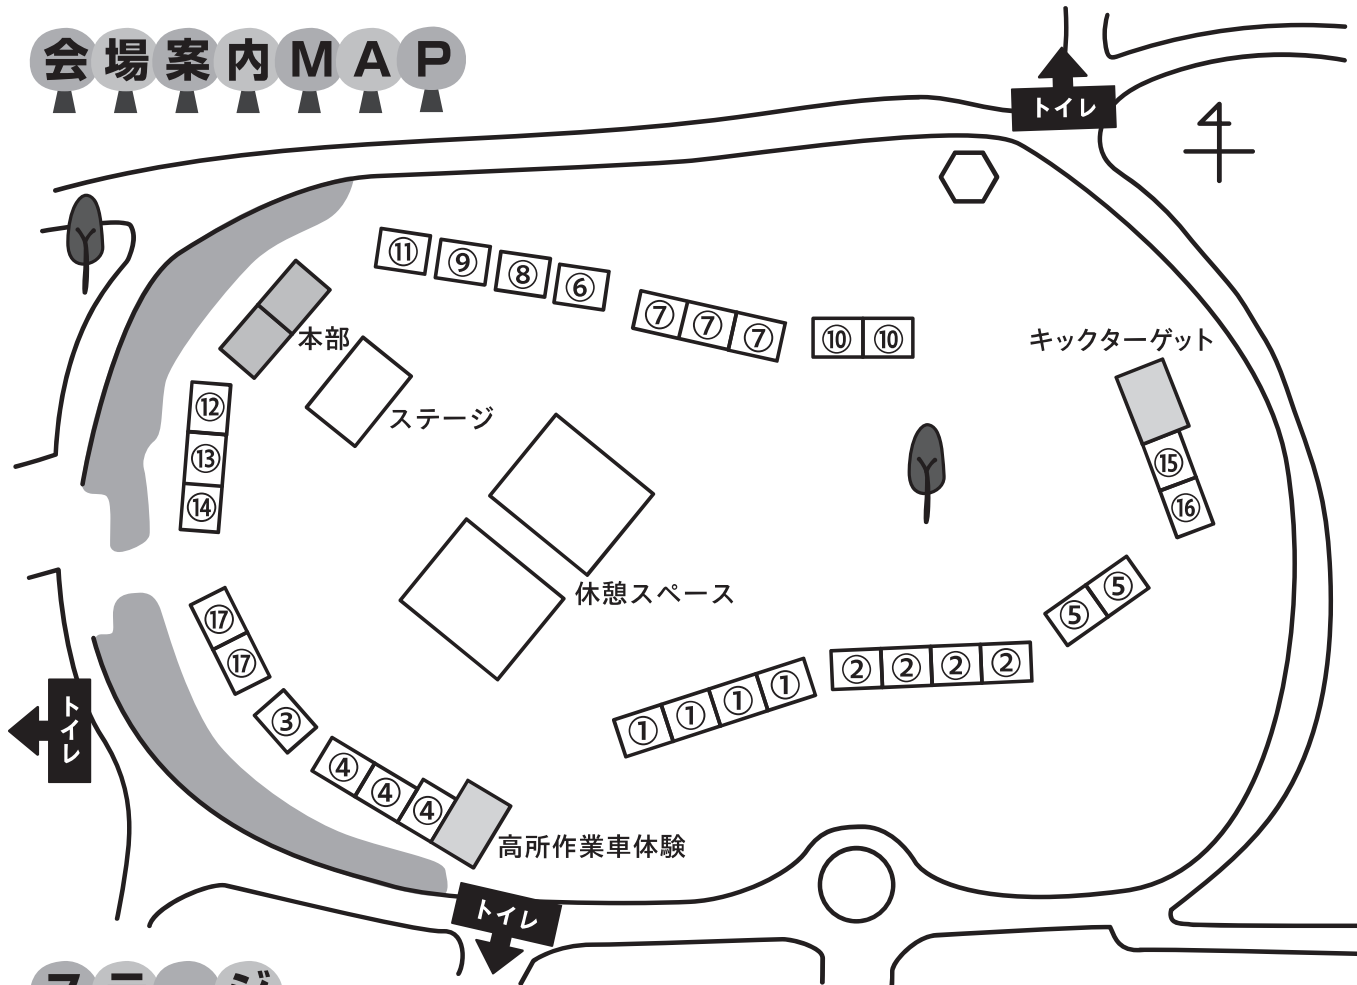 会場案内MAP
トイレ
⑪ ⑨ ⑧ ⑥
⑦ ⑦ ⑦
⑩ ⑩
本部
キックターゲット
ステージ
⑫
⑬
⑭
⑮
⑯
休憩スペース
⑤ ⑤
⑰
⑰
② ② ② ②
① ① ① ①
③
トイレ
④ ④ ④
高所作業車体験
トイレ